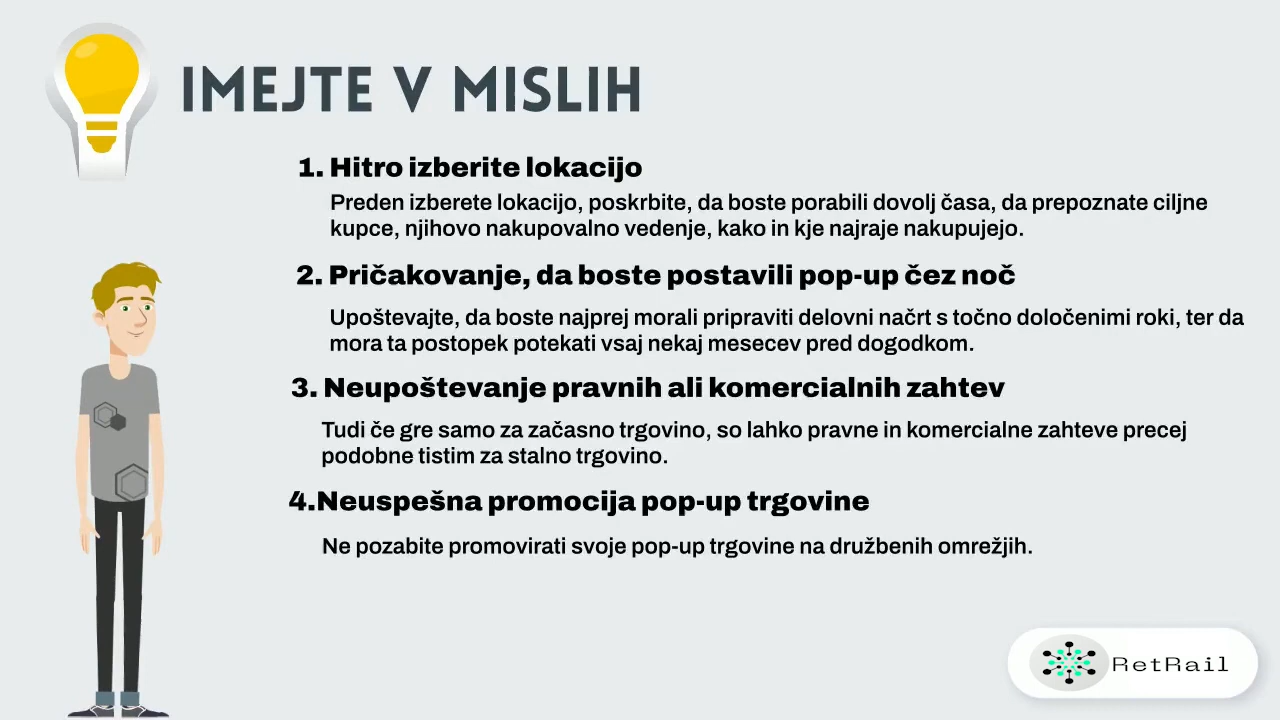 IMEJTE V MISLIH
1. Hitro izberite lokacijo
Preden izberete lokacijo, poskrbite, da boste porabili dovolj časa, da prepoznate ciljne
kupce, njihovo nakupovalno vedenje, kako in kje najraje nakupujejo.
2. Pričakovanje, da boste postavili pop-up čez noč
Upoštevajte, da boste najprej morali pripraviti delovni načrt s točno določenimi roki, ter da
mora ta postopek potekati vsaj nekaj mesecev pred dogodkom.
3. Neupoštevanje pravnih ali komercialnih zahtev
Tudi če gre samo za začasno trgovino, so lahko pravne in komercialne zahteve precej
podobne tistim za stalno trgovino.
4.Neuspešna promocija pop-up trgovine
Ne pozabite promovirati svoje pop-up trgovine na družbenih omrežjih.
RetRail